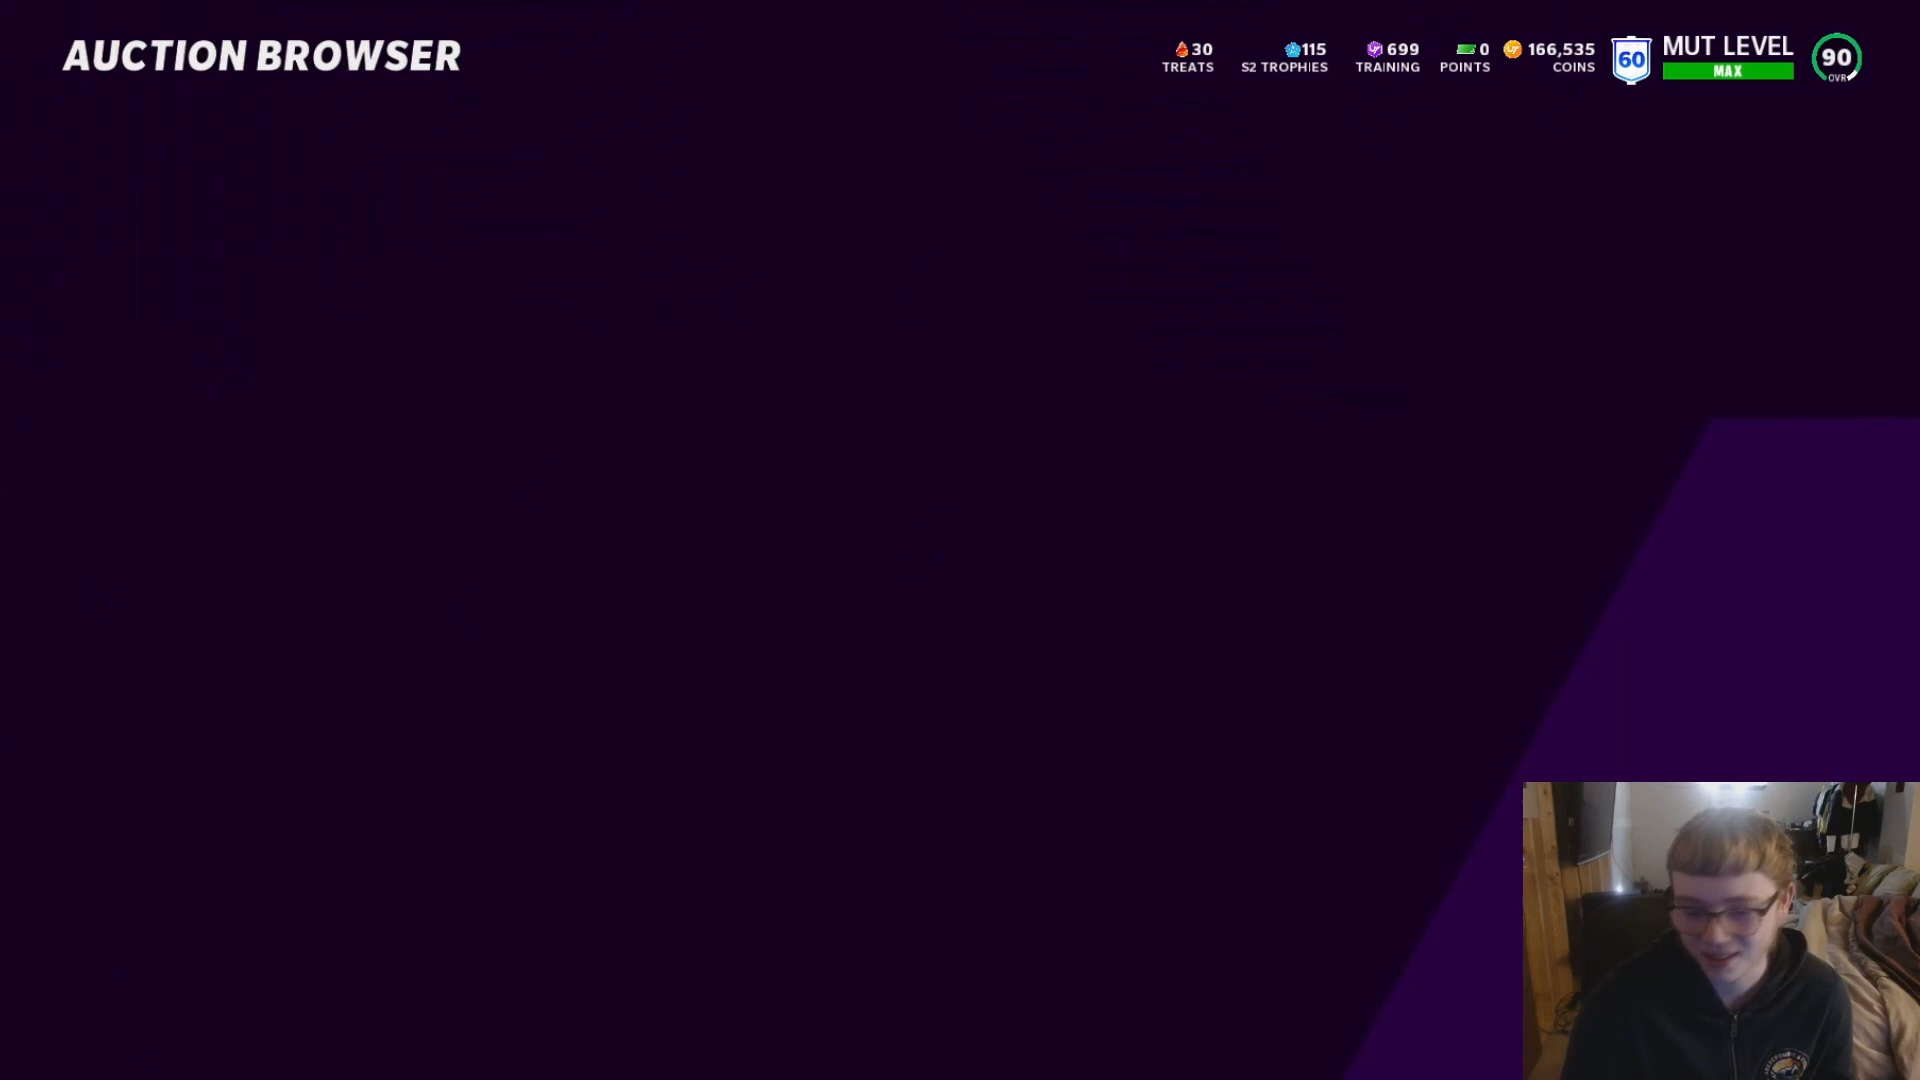 AUCTION BROWSER
30 TREATS
115 S2 TROPHIES
699 TRAINING
0 POINTS
166,535 COINS
60
MUT LEVEL
MAX
90
OVR